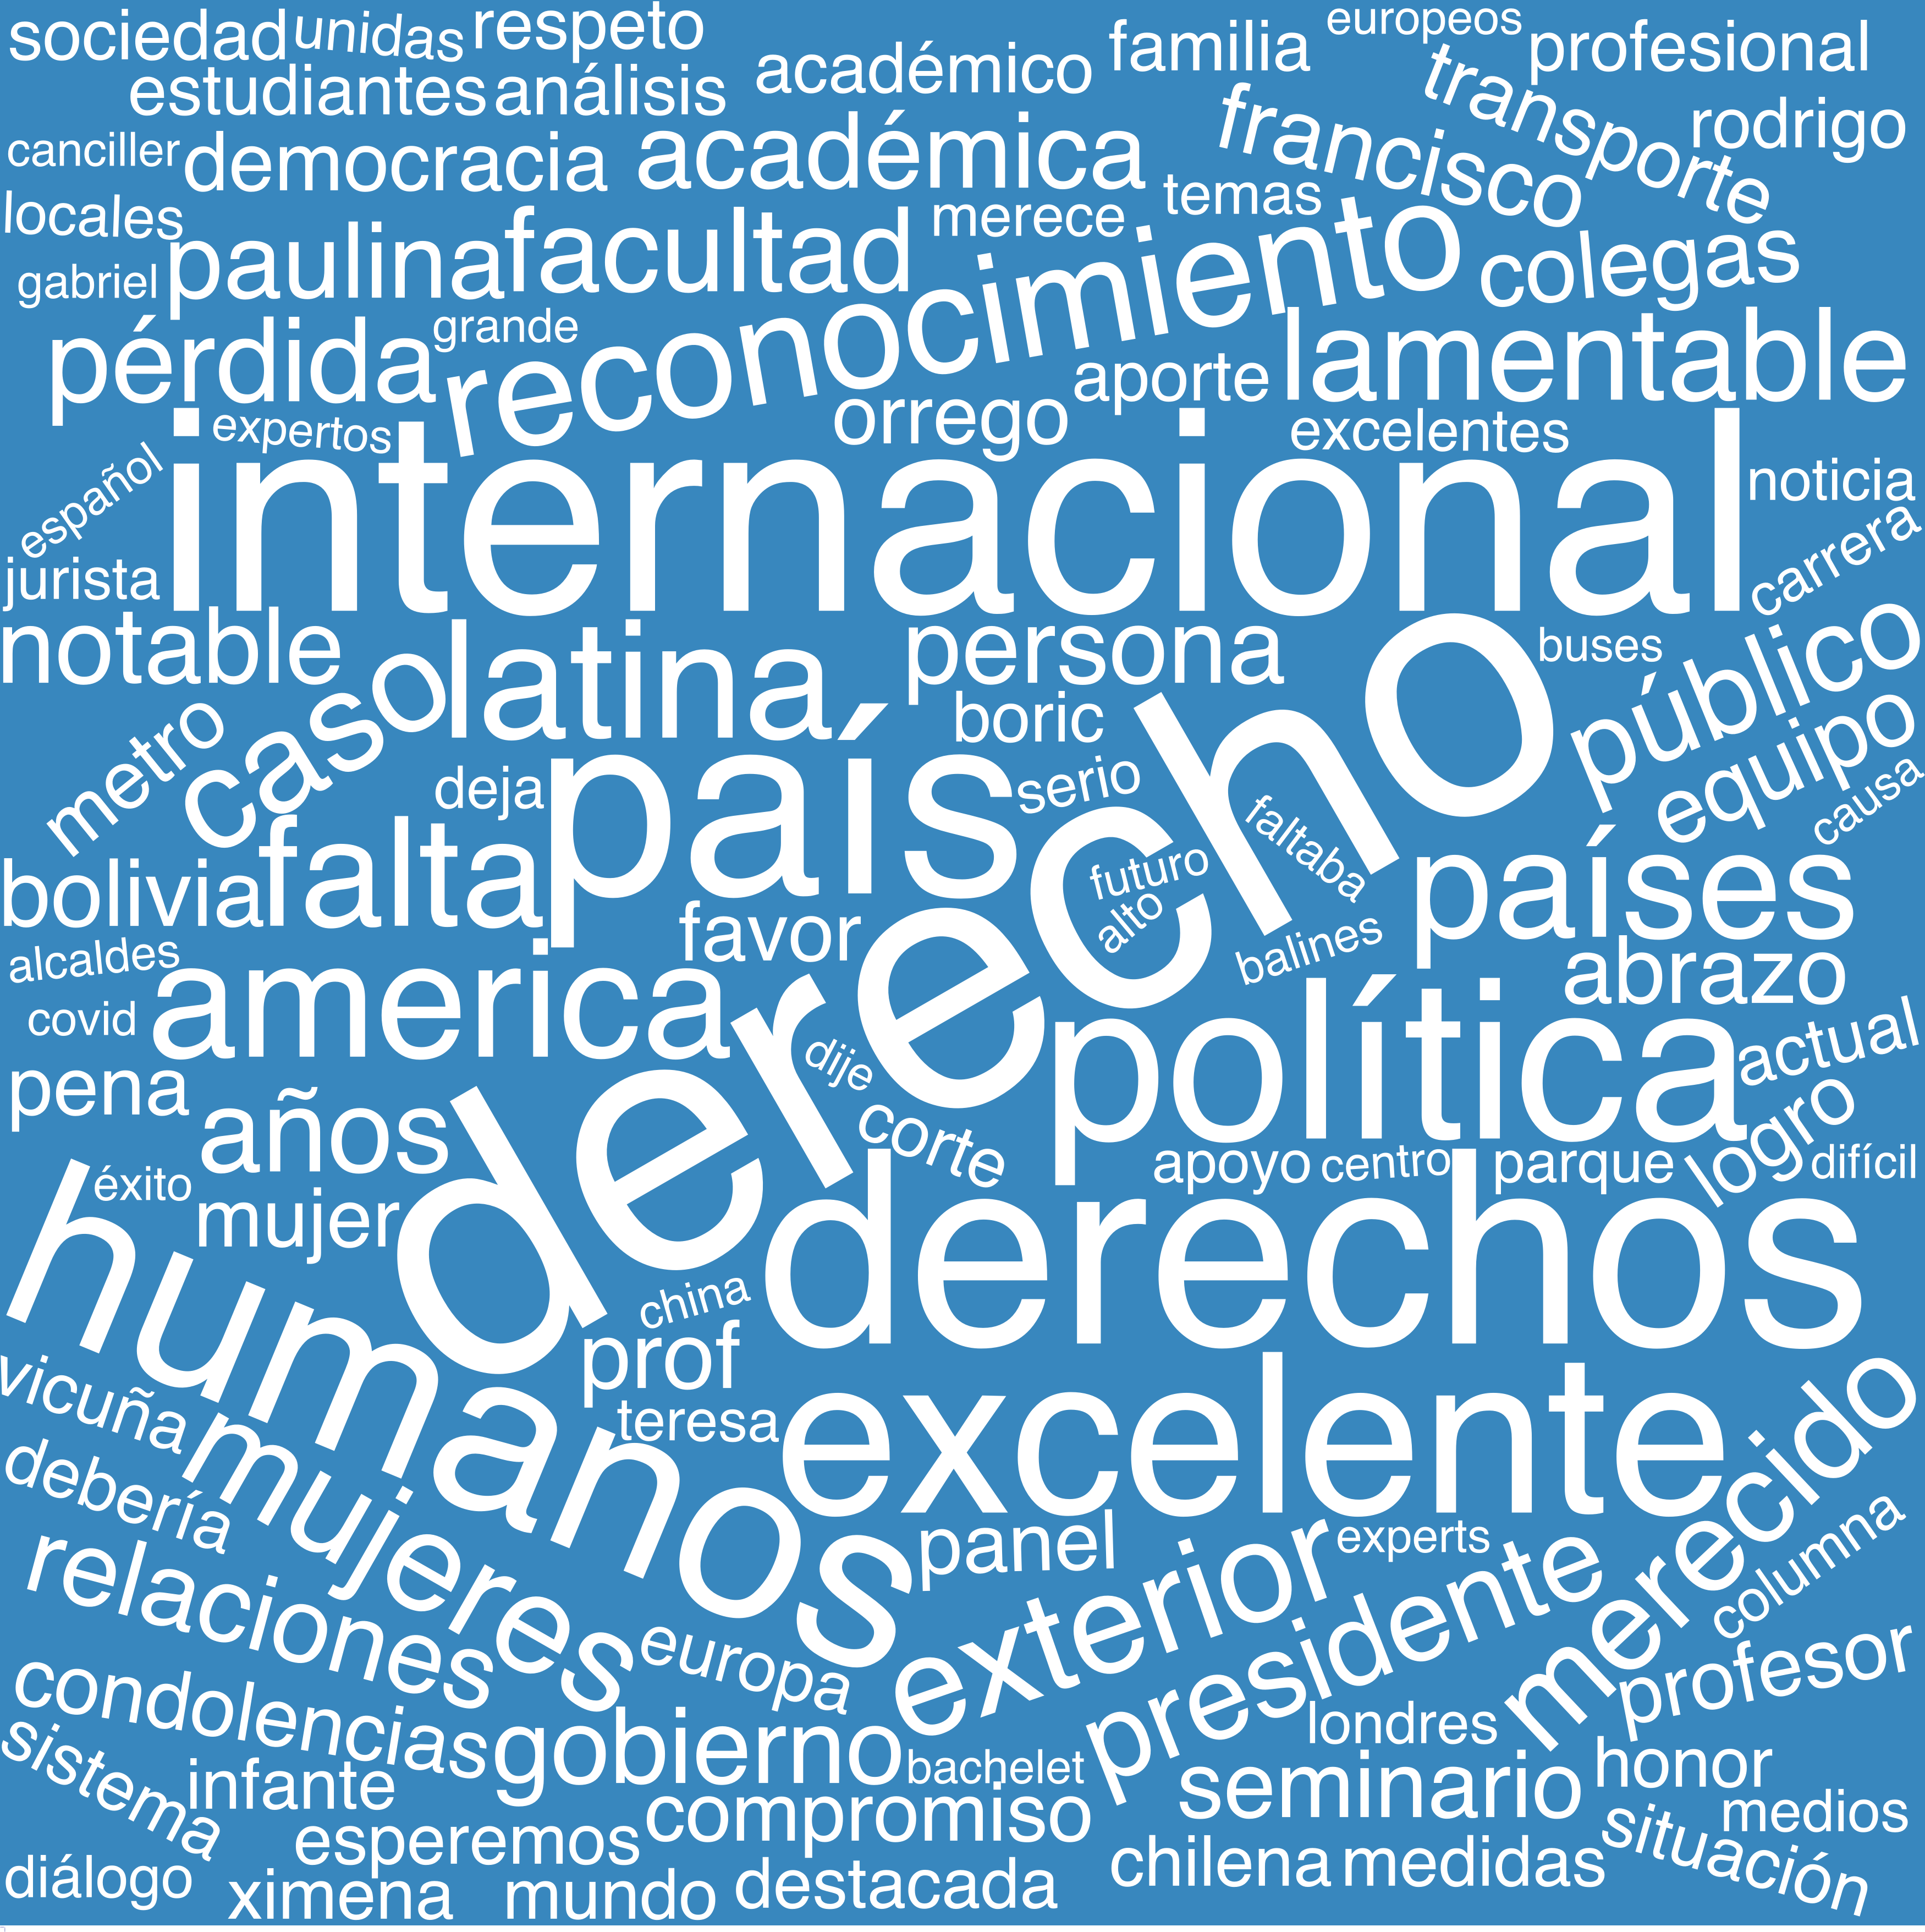 sociedad
unidas
respeto
familia
europeos
profesional
estudiantes
análisis
académico
transporte
canciller
democracia
académica
francisco
rodrigo
locales
paulina
facultad
merece
temas
colegas
gabriel
grande
reconocimiento
pérdida
aporte
lamentable
expertos
orrego
excelentes
español
internacional
noticia
jurista
carrera
notable
latina
persona
buses
público
caso
boric
metro
deja
país
serio
equipo
causa
bolivia
falta
futuro
faltaba
países
favor
alto
balines
alcaldes
america
derecho
abrazo
covid
dije
política
actual
pena
años
corte
apoyo
centro
parque
logro
difícil
éxito
mujer
derechos
humanos
china
prof
vicuña
teresa
excelente
merecido
debería
mujeres
panel
experts
columna
relaciones
europa
exterior
presidente
profesor
condolencias
gobierno
londres
sistema
infante
bachelet
seminario
honor
esperemos
compromiso
medios
diálogo
ximena
mundo
destacada
chilena
medidas
situación